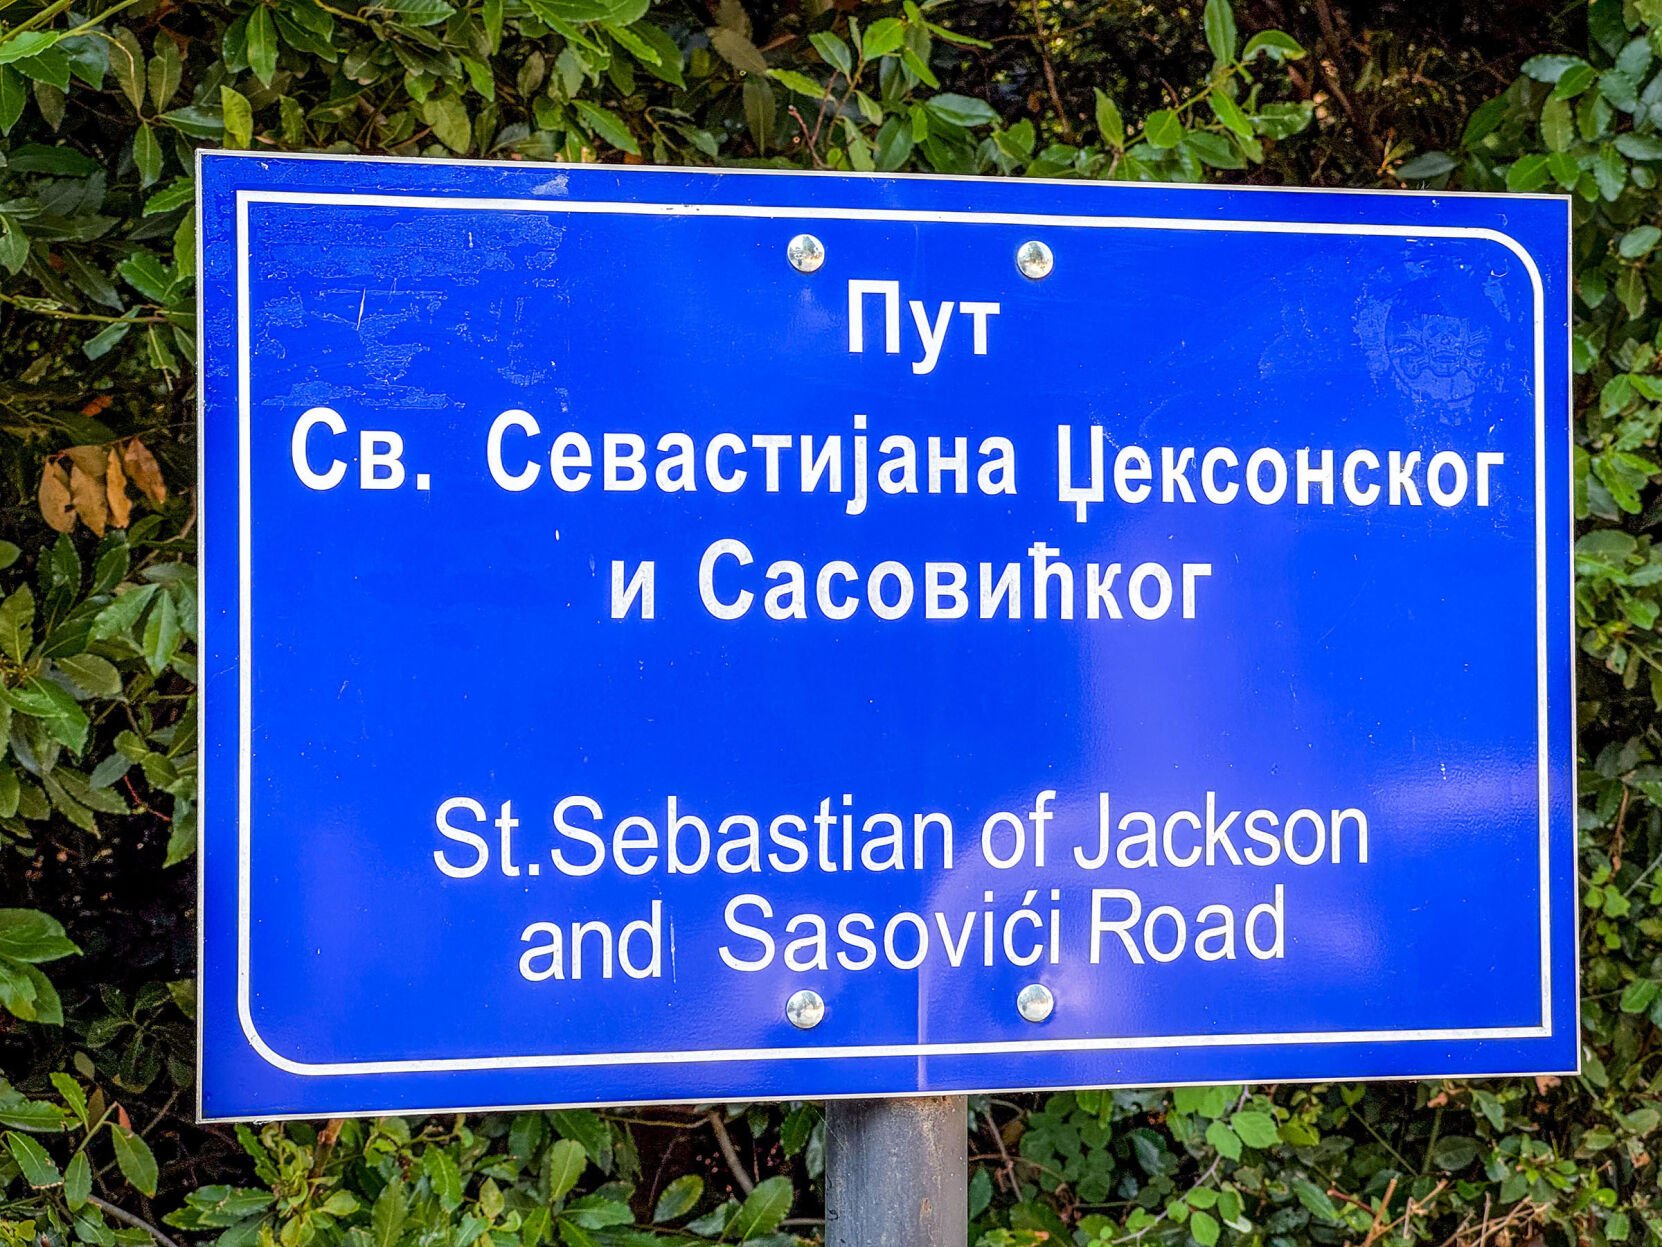 Пут
Св. Севастијана Џексонског
и Сасовићког
St.Sebastian of Jackson
and Sasovići Road